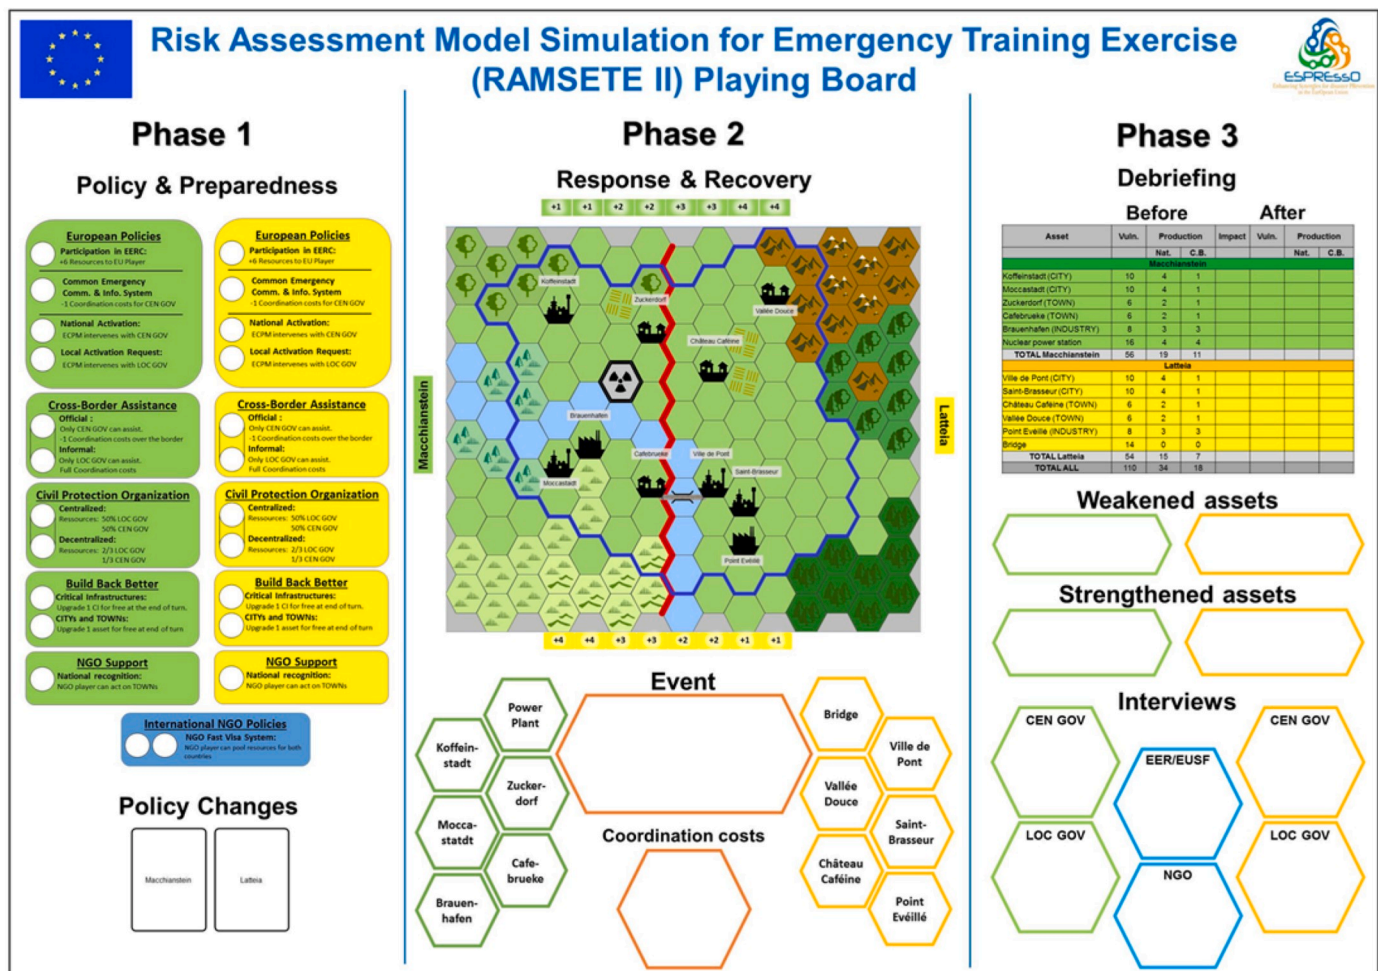 Risk Assessment Model Simulation for Emergency Training Exercise
(RAMSETE II) Playing Board
ESPRESSO
Enhancing Synergies for Disaster Prevention
in the European Union
Phase 1
Policy & Preparedness
European Policies
Participation in EERC:
+6 Resources to EU Player
Common Emergency
Comm. & Info. System
-1 Coordination costs for CEN GOV
National Activation:
ECPM intervenes with CEN GOV
Local Activation Request:
ECPM intervenes with LOC GOV
Cross-Border Assistance
Official :
Only CEN GOV can assist.
-1 Coordination costs over the border
Informal:
Only LOC GOV can assist.
Full Coordination costs
Civil Protection Organization
Centralized:
Ressources: 50% LOC GOV
50% CEN GOV
Decentralized:
Ressources: 2/3 LOC GOV
1/3 CEN GOV
Build Back Better
Critical Infrastructures:
Upgrade 1 CI for free at the end of turn.
CITYs and TOWNs:
Upgrade 1 asset for free at end of turn
NGO Support
National recognition:
NGO player can act on TOWNs
European Policies
Participation in EERC:
+6 Resources to EU Player
Common Emergency
Comm. & Info. System
-1 Coordination costs for CEN GOV
National Activation:
ECPM intervenes with CEN GOV
Local Activation Request:
ECPM intervenes with LOC GOV
Cross-Border Assistance
Official :
Only CEN GOV can assist.
-1 Coordination costs over the border
Informal:
Only LOC GOV can assist.
Full Coordination costs
Civil Protection Organization
Centralized:
Ressources: 50% LOC GOV
50% CEN GOV
Decentralized:
Ressources: 2/3 LOC GOV
1/3 CEN GOV
Build Back Better
Critical Infrastructures:
Upgrade 1 CI for free at the end of turn.
CITYs and TOWNs:
Upgrade 1 asset for free at end of turn
NGO Support
National recognition:
NGO player can act on TOWNs
International NGO Policies
NGO Fast Visa System:
NGO player can pool resources for both
countries
Policy Changes
Macchianstein
Latteia
Phase 2
Response & Recovery
+1 +1 +2 +2 +3 +3 +4 +4
Macchianstein
Latteia
Koffeinstadt
Zuckerdorf
Vallée Douce
Château Caféine
Brauenhafen
Cafebrueke
Ville de Pont
Saint-Brasseur
Moccastadt
Point Evéillé
+4 +4 +3 +3 +2 +2 +1 +1
Event
Power
Plant
Koffein-
stadt
Zucker-
dorf
Mocca-
statdt
Cafe-
brueke
Brauen-
hafen
Coordination costs
Bridge
Ville de
Pont
Vallée
Douce
Saint-
Brasseur
Château
Caféine
Point
Evéillé
Phase 3
Debriefing
Before After
Asset Vuln. Production Impact Vuln. Production
Nat. C.B. Nat. C.B.
Macchianstein
Koffeinstadt (CITY) 10 4 1
Moccastadt (CITY) 10 4 1
Zuckerdorf (TOWN) 6 2 1
Cafebrueke (TOWN) 6 2 1
Brauenhafen (INDUSTRY) 8 3 3
Nuclear power station 16 4 4
TOTAL Macchianstein 56 19 11
Latteia
Ville de Pont (CITY) 10 4 1
Saint-Brasseur (CITY) 10 4 1
Château Caféine (TOWN) 6 2 1
Vallée Douce (TOWN) 6 2 1
Point Evéillé (INDUSTRY) 8 3 3
Bridge 14 0 0
TOTAL Latteia 54 15 7
TOTAL ALL 110 34 18
Weakened assets
Strengthened assets
Interviews
CEN GOV
CEN GOV
EER/EUSF
LOC GOV
LOC GOV
NGO